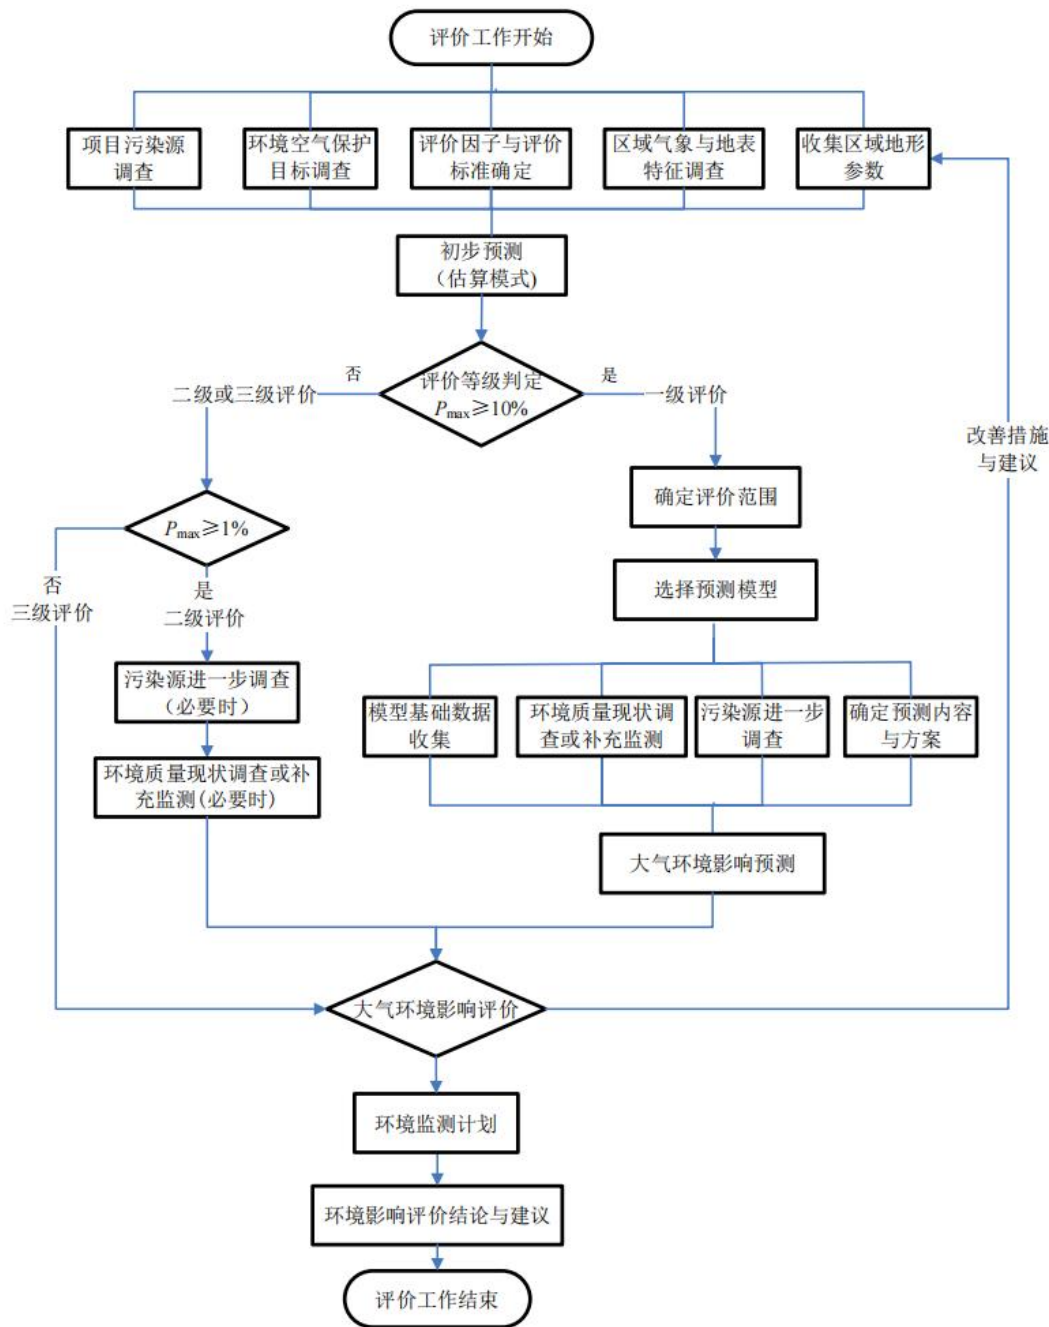 评价工作开始
项目污染源
调查
环境空气保护
目标调查
评价因子与评价
标准确定
区域气象与地表
特征调查
收集区域地形
参数
初步预测
（估算模式)
评价等级判定
Pmax≥10%
否
是
二级或三级评价
一级评价
改善措施
与建议
Pmax≥1%
否
三级评价
是
二级评价
确定评价范围
选择预测模型
污染源进一步调查
（必要时）
环境质量现状调查或补
充监测(必要时)
模型基础数据
收集
环境质量现状调
查或补充监测
污染源进一步
调查
确定预测内容
与方案
大气环境影响预测
大气环境影响评价
环境监测计划
环境影响评价结论与建议
评价工作结束